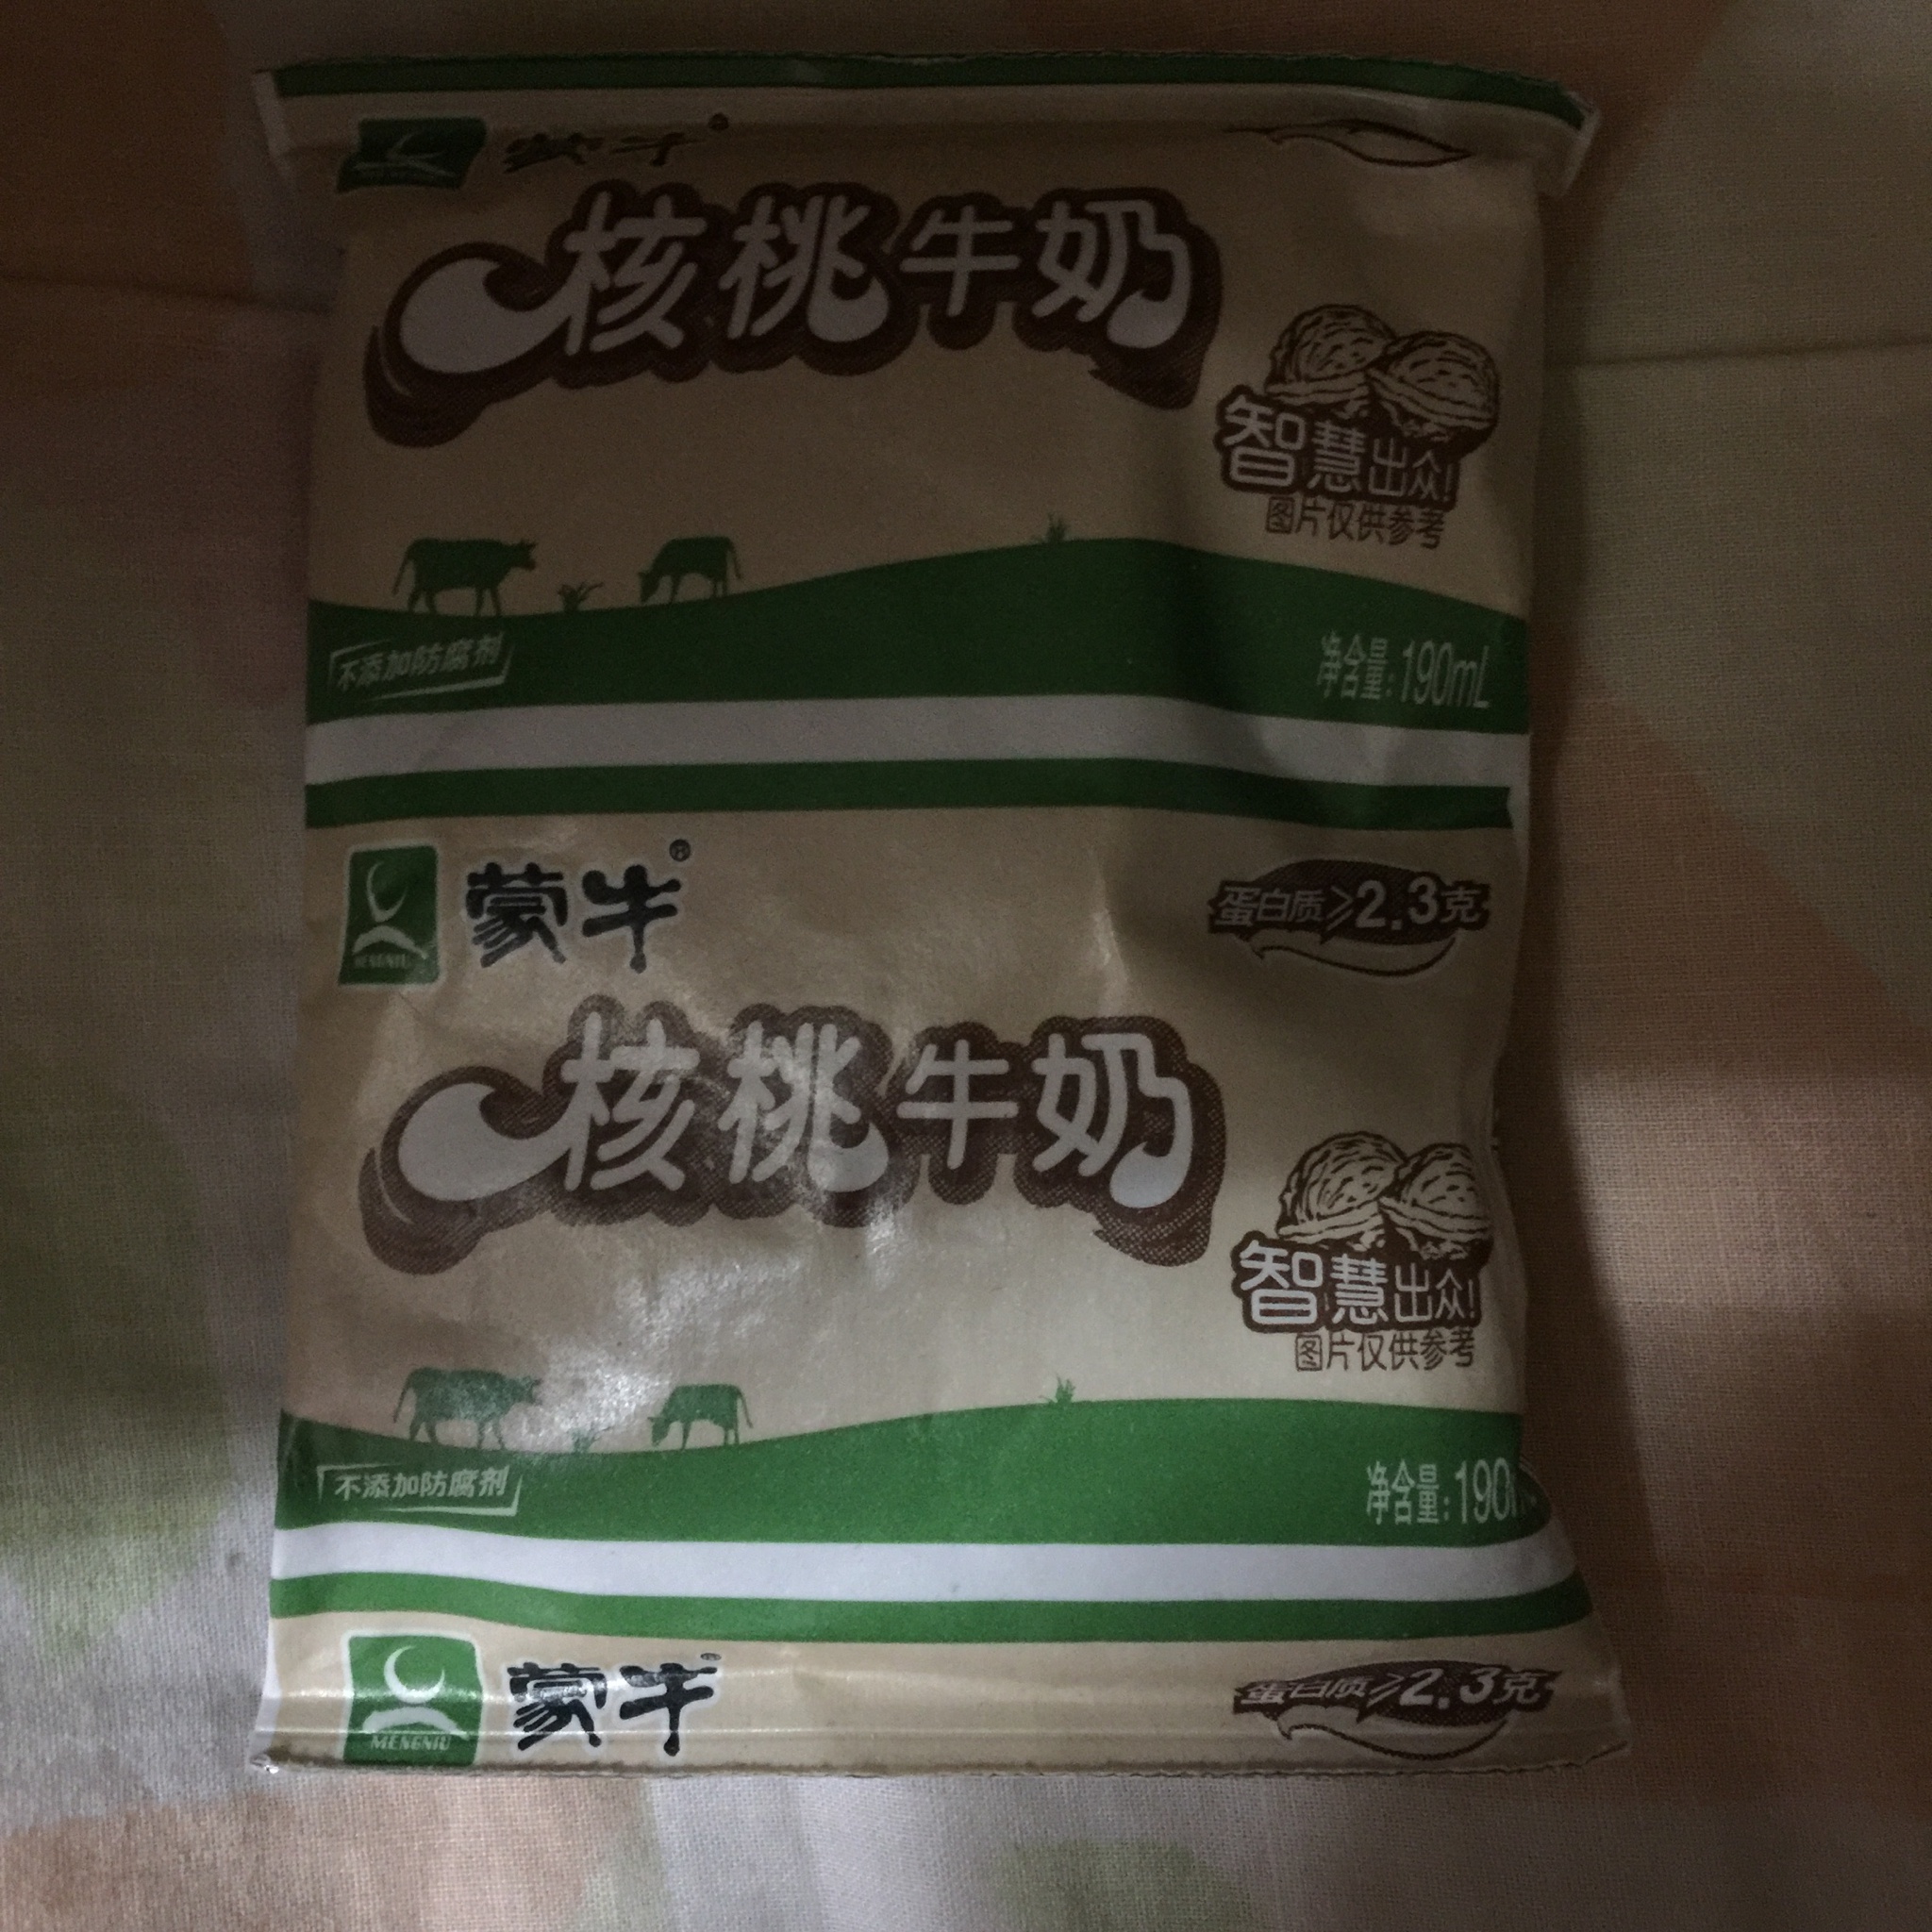 蒙牛®
核桃牛奶
智慧出众!
图片仅供参考
不添加防腐剂
净含量:190mL
MENGNIU
蒙牛®
蛋白质≥2.3克
核桃牛奶
智慧出众!
图片仅供参考
不添加防腐剂
净含量:190
MENGNIU
蒙牛®
蛋白质≥2.3克